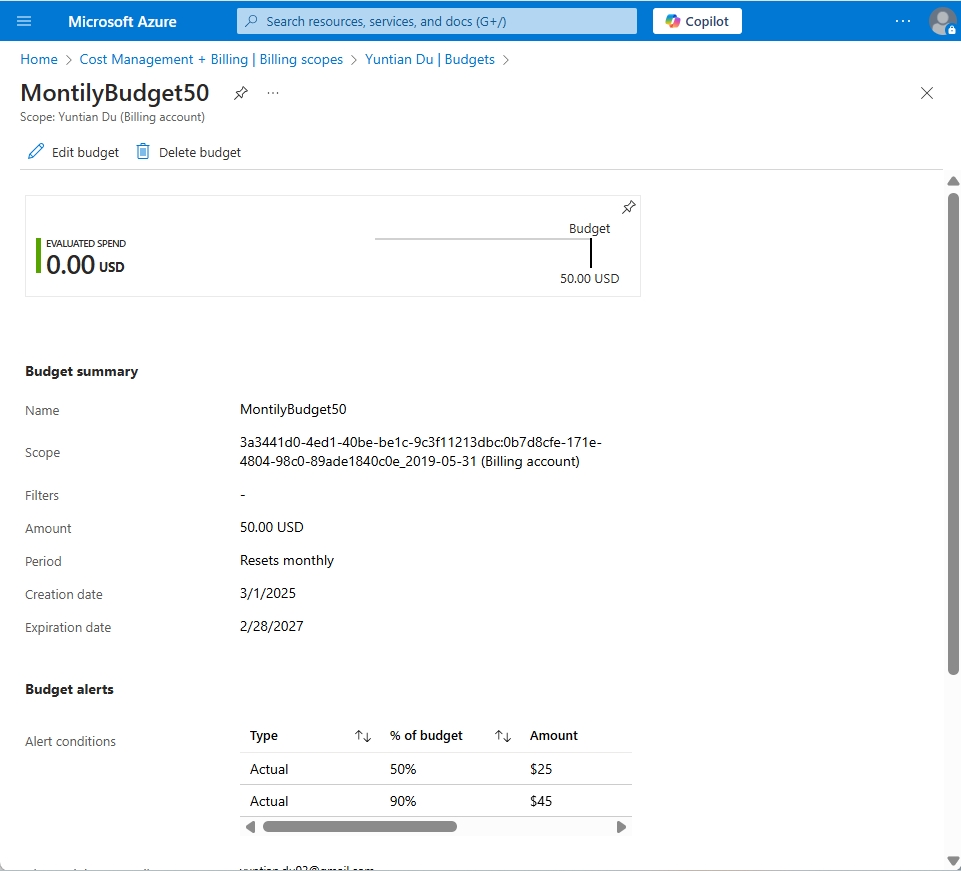 Microsoft Azure
Search resources, services, and docs (G+/)
Copilot
...
Home > Cost Management + Billing | Billing scopes > Yuntian Du | Budgets >
MontilyBudget50
...
Scope: Yuntian Du (Billing account)
Edit budget
Delete budget
Budget
EVALUATED SPEND
0.00 USD
50.00 USD
Budget summary
Name MontilyBudget50
Scope 3a3441d0-4ed1-40be-be1c-9c3f11213dbc:0b7d8cfe-171e-
4804-98c0-89ade1840c0e_2019-05-31 (Billing account)
Filters -
Amount 50.00 USD
Period Resets monthly
Creation date 3/1/2025
Expiration date 2/28/2027
Budget alerts
Alert conditions
Type ↑↓ % of budget ↑↓ Amount
Actual 50% $25
Actual 90% $45